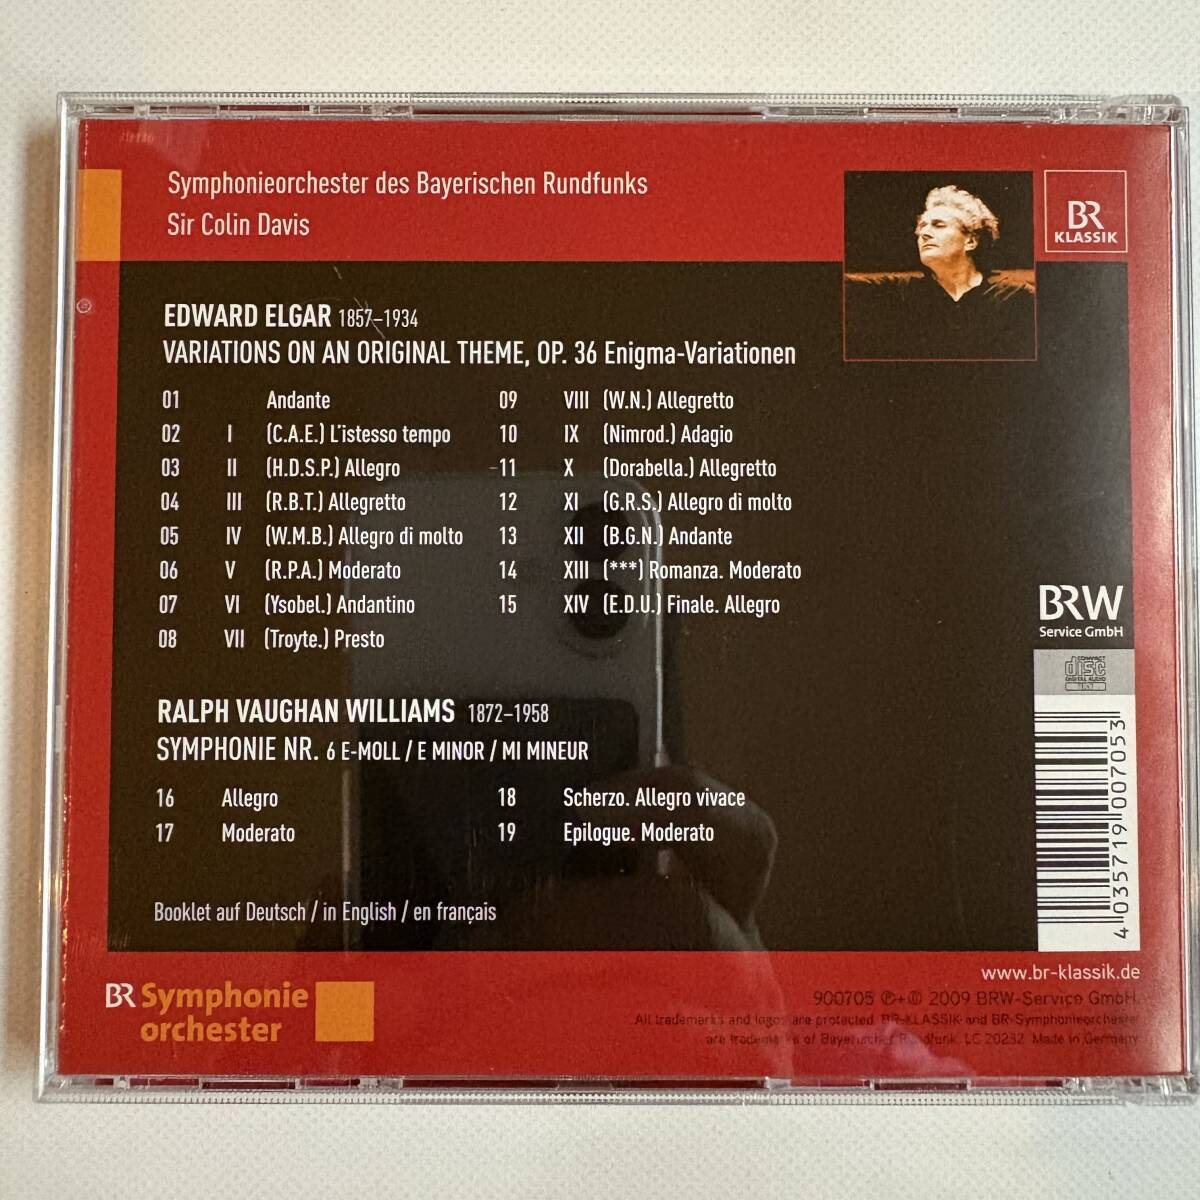 Symphonieorchester des Bayerischen Rundfunks
Sir Colin Davis
BR
KLASSIK
EDWARD ELGAR 1857–1934
VARIATIONS ON AN ORIGINAL THEME, OP. 36 Enigma-Variationen
01 Andante
02 I (C.A.E.) L'istesso tempo
03 II (H.D.S.P.) Allegro
04 III (R.B.T.) Allegretto
05 IV (W.M.B.) Allegro di molto
06 V (R.P.A.) Moderato
07 VI (Ysobel.) Andantino
08 VII (Troyte.) Presto
09 VIII (W.N.) Allegretto
10 IX (Nimrod.) Adagio
11 X (Dorabella.) Allegretto
12 XI (G.R.S.) Allegro di molto
13 XII (B.G.N.) Andante
14 XIII (***) Romanza. Moderato
15 XIV (E.D.U.) Finale. Allegro
BRW
Service GmbH
COMPACT
disc
DIGITAL AUDIO
RALPH VAUGHAN WILLIAMS 1872–1958
SYMPHONIE NR. 6 E-MOLL / E MINOR / MI MINEUR
16 Allegro
17 Moderato
18 Scherzo. Allegro vivace
19 Epilogue. Moderato
4 035719 007053
Booklet auf Deutsch / in English / en français
www.br-klassik.de
BR Symphonie
orchester
900705 ℗+© 2009 BRW-Service GmbH.
All trademarks and logos are protected. BR-KLASSIK and BR-Symphonieorchester
are trademarks of Bayerischer Rundfunk. LC 20232. Made in Germany